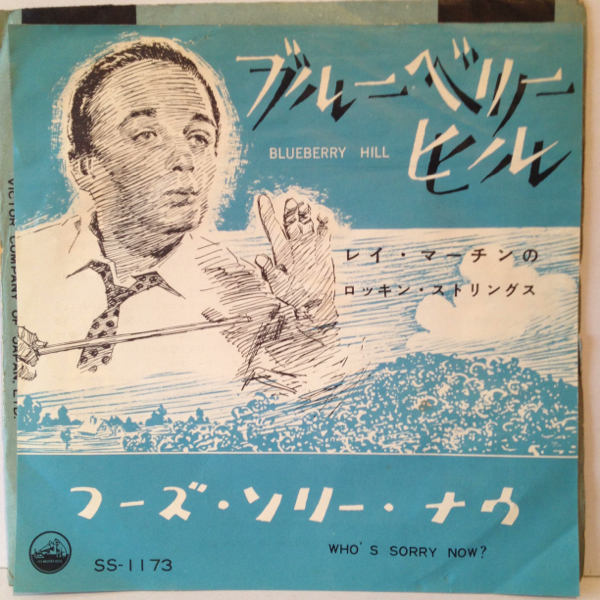 ブルーベリー
BLUEBERRY HILL ヒル
レイ・マーチンの
ロッキン・ストリングス
フーズ・ソリー・ナウ
WHO'S SORRY NOW?
SS-1173
VICTOR COMPANY OF JAPAN, LTD.